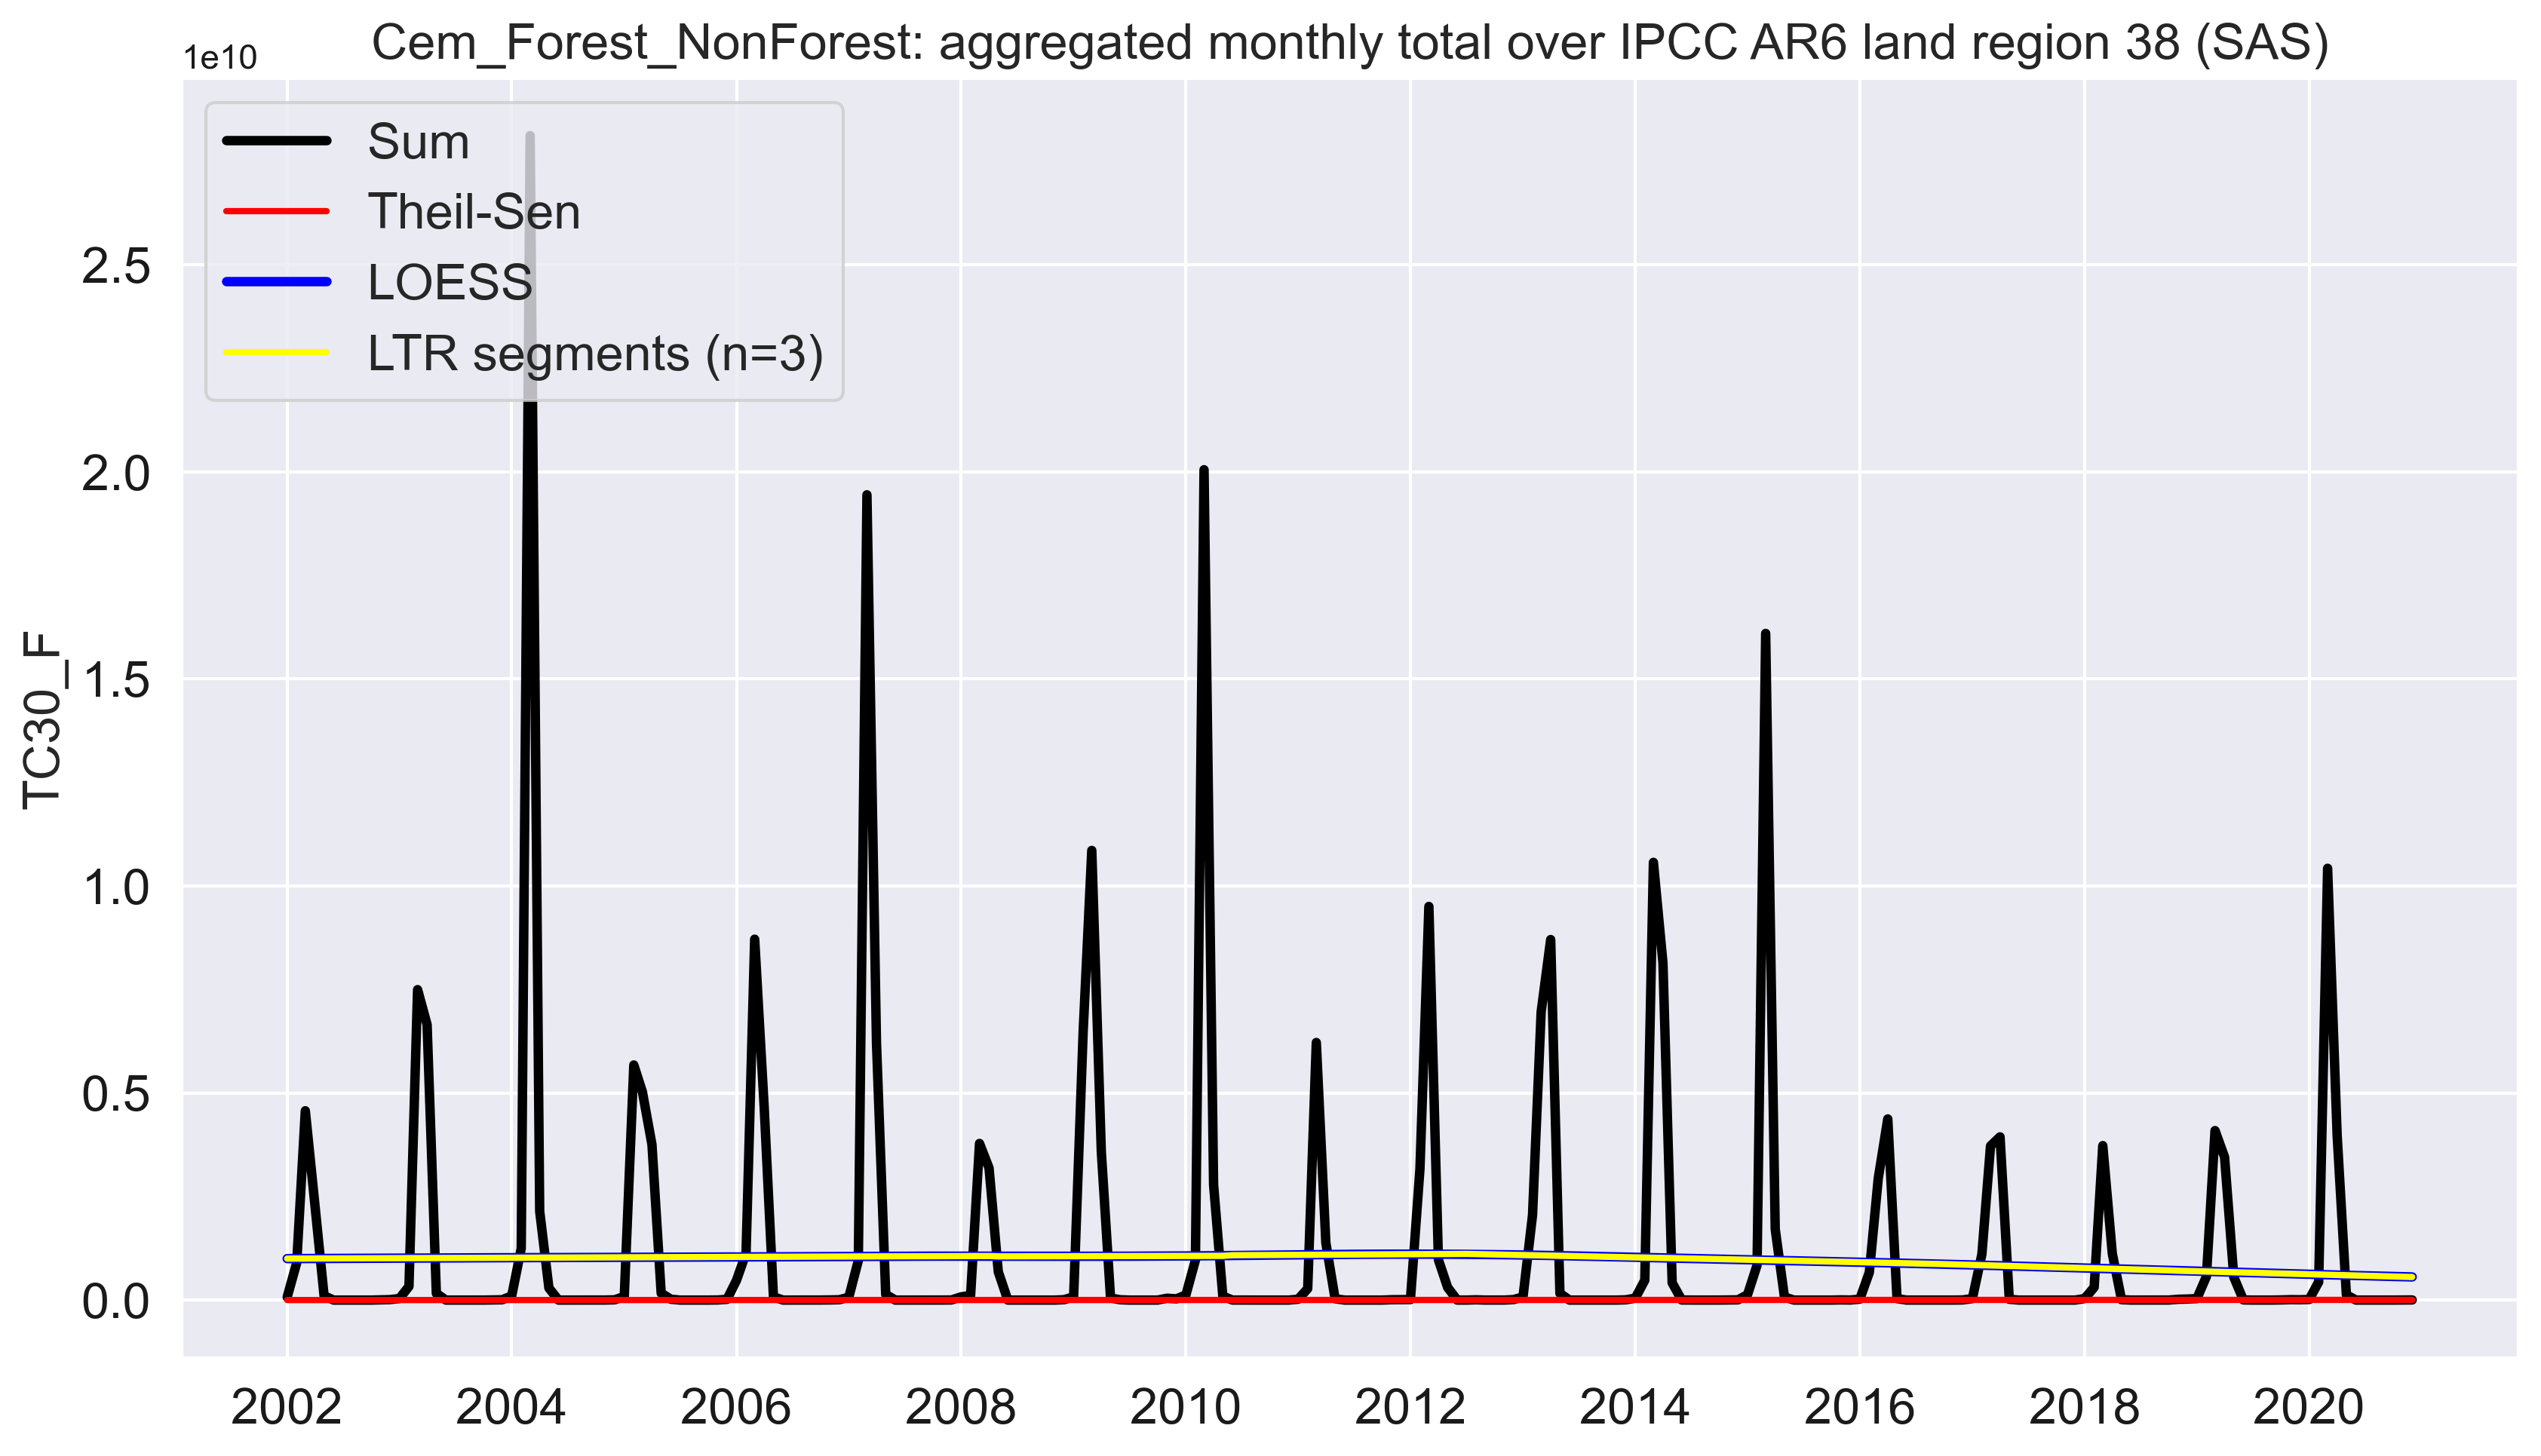 Cem_Forest_NonForest: aggregated monthly total over IPCC AR6 land region 38 (SAS)
1e10
Sum
Theil-Sen
LOESS
LTR segments (n=3)
TC30_F
2.5
2.0
1.5
1.0
0.5
0.0
2002 2004 2006 2008 2010 2012 2014 2016 2018 2020